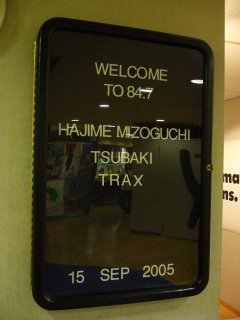 WELCOME
TO 84.7
HAJIME MIZOGUCHI
TSUBAKI
TRAX
15 SEP 2005